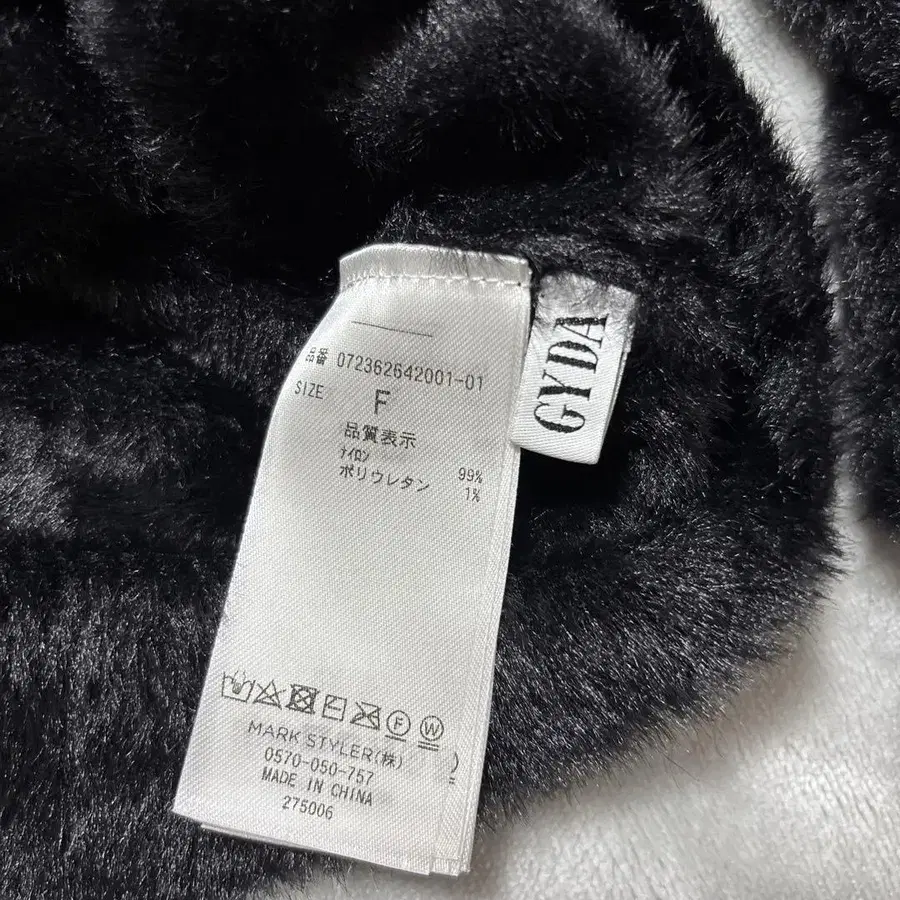 品番 072362642001-01
SIZE F
品質表示
ナイロン 99%
ポリウレタン 1%
F W
MARK STYLER(株)
0570-050-757
MADE IN CHINA
275006
GYDA